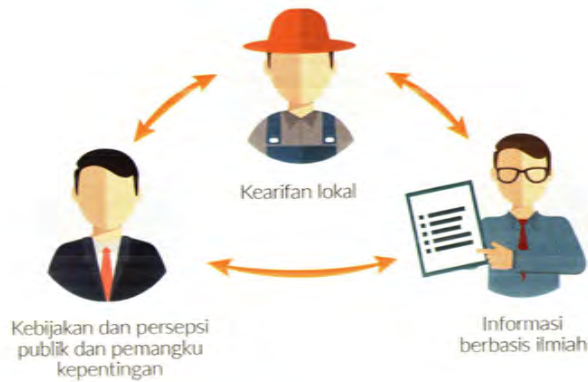 Kearifan lokal
Kebijakan dan persepsi
publik dan pemangku
kepentingan
Informasi
berbasis ilmiah